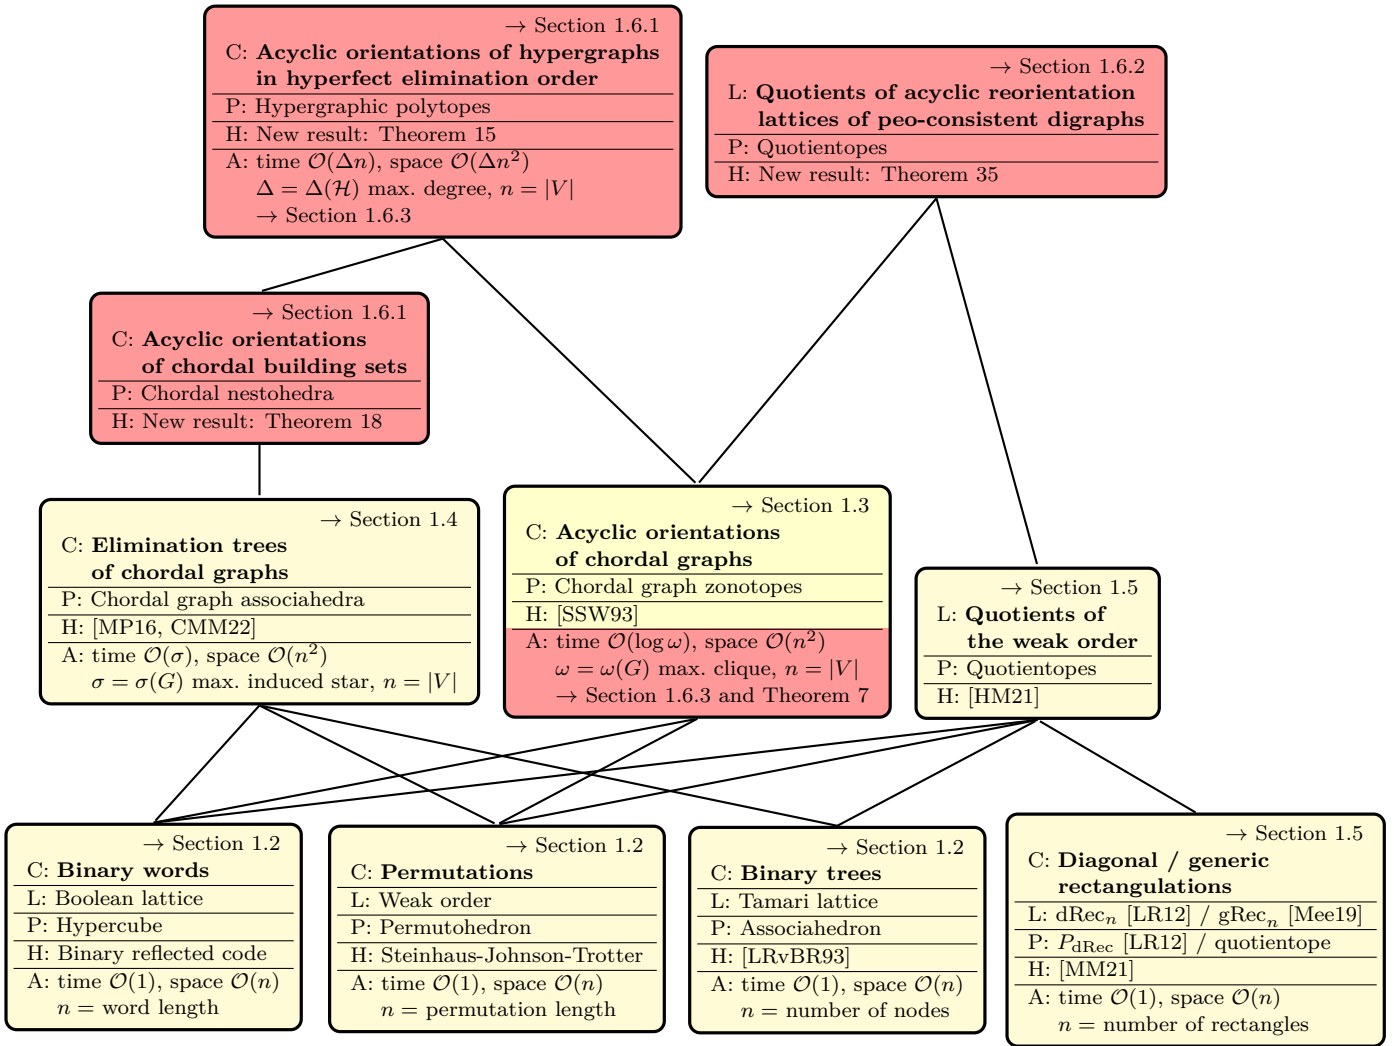 → Section 1.6.1
C: Acyclic orientations of hypergraphs
in hyperfect elimination order
P: Hypergraphic polytopes
H: New result: Theorem 15
A: time 𝒪(Δn), space 𝒪(Δn²)
Δ = Δ(ℋ) max. degree, n = |V|
→ Section 1.6.3
→ Section 1.6.2
L: Quotients of acyclic reorientation
lattices of peo-consistent digraphs
P: Quotientopes
H: New result: Theorem 35
→ Section 1.6.1
C: Acyclic orientations
of chordal building sets
P: Chordal nestohedra
H: New result: Theorem 18
→ Section 1.4
C: Elimination trees
of chordal graphs
P: Chordal graph associahedra
H: [MP16, CMM22]
A: time 𝒪(σ), space 𝒪(n²)
σ = σ(G) max. induced star, n = |V|
→ Section 1.3
C: Acyclic orientations
of chordal graphs
P: Chordal graph zonotopes
H: [SSW93]
A: time 𝒪(log ω), space 𝒪(n²)
ω = ω(G) max. clique, n = |V|
→ Section 1.6.3 and Theorem 7
→ Section 1.5
L: Quotients of
the weak order
P: Quotientopes
H: [HM21]
→ Section 1.2
C: Binary words
L: Boolean lattice
P: Hypercube
H: Binary reflected code
A: time 𝒪(1), space 𝒪(n)
n = word length
→ Section 1.2
C: Permutations
L: Weak order
P: Permutohedron
H: Steinhaus-Johnson-Trotter
A: time 𝒪(1), space 𝒪(n)
n = permutation length
→ Section 1.2
C: Binary trees
L: Tamari lattice
P: Associahedron
H: [LRvBR93]
A: time 𝒪(1), space 𝒪(n)
n = number of nodes
→ Section 1.5
C: Diagonal / generic
rectangulations
L: dRecₙ [LR12] / gRecₙ [Mee19]
P: P_dRec [LR12] / quotientope
H: [MM21]
A: time 𝒪(1), space 𝒪(n)
n = number of rectangles